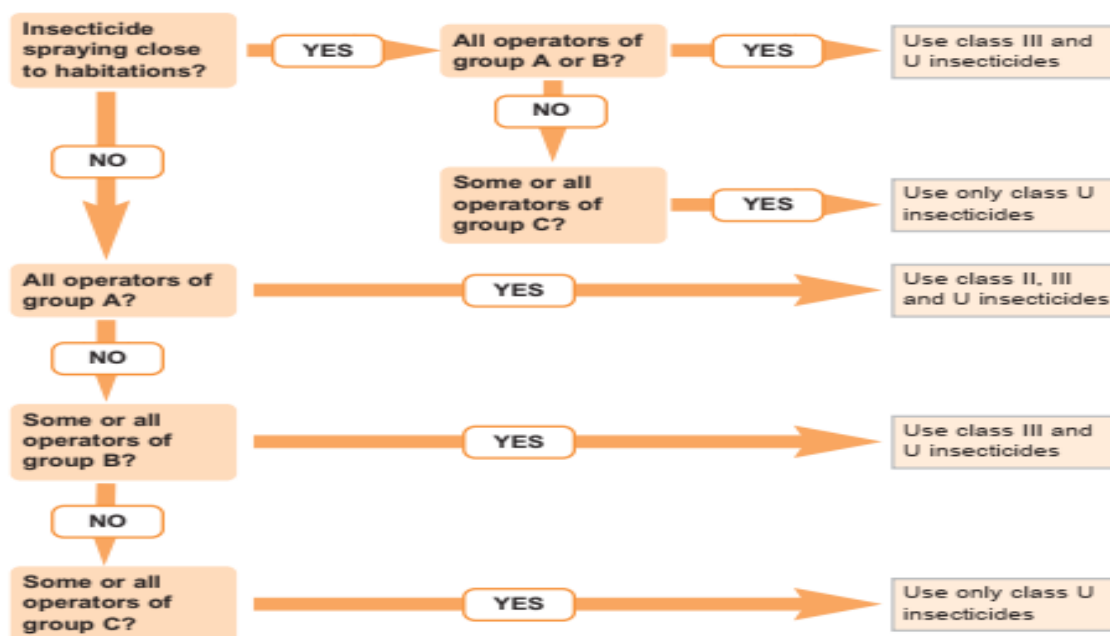 Insecticide
spraying close
to habitations?
YES
All operators of
group A or B?
YES
Use class III and
U insecticides
NO
NO
Some or all
operators of
group C?
YES
Use only class U
insecticides
All operators of
group A?
YES
Use class II, III
and U insecticides
NO
Some or all
operators of
group B?
YES
Use class III and
U insecticides
NO
Some or all
operators of
group C?
YES
Use only class U
insecticides